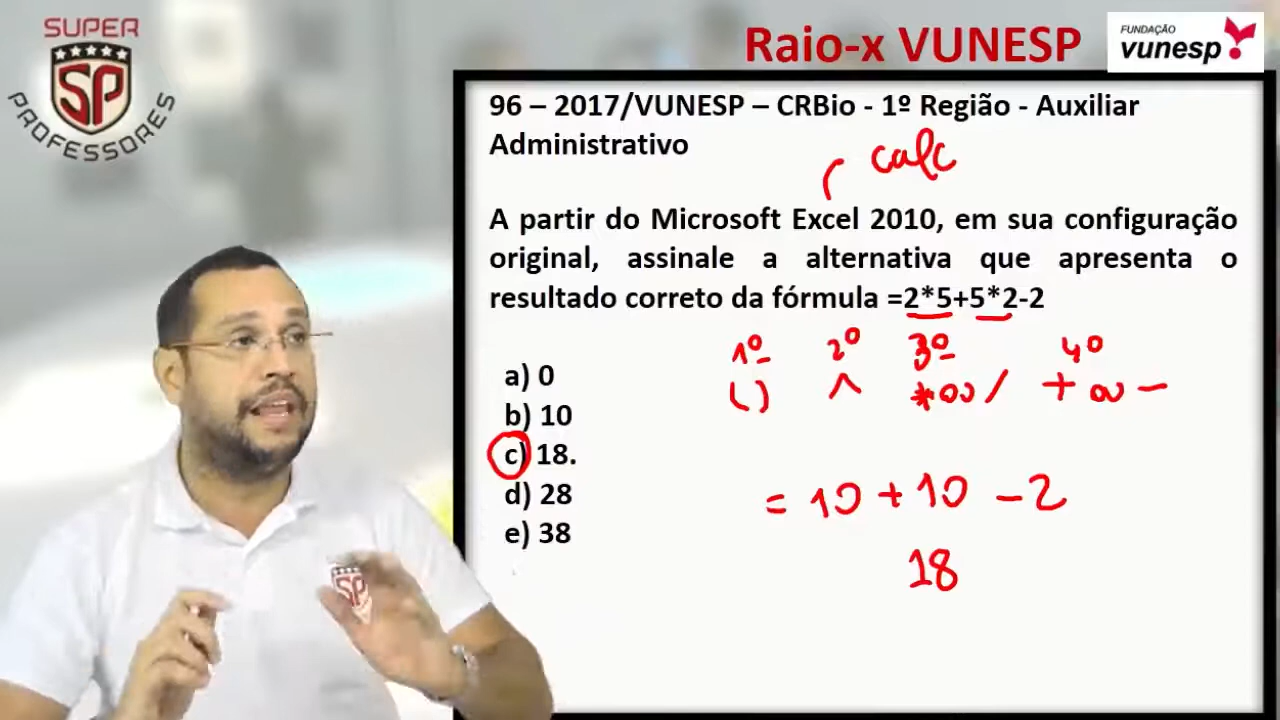 SUPER
SP
PROFESSORES
Raio-x VUNESP
FUNDAÇÃO
vunesp
96 – 2017/VUNESP – CRBio - 1º Região - Auxiliar
Administrativo
calc
A partir do Microsoft Excel 2010, em sua configuração
original, assinale a alternativa que apresenta o
resultado correto da fórmula =2*5+5*2-2
1º 2º 3º 4º
( ) ^ * ou / + ou -
a) 0
b) 10
c) 18.
d) 28
e) 38
= 10 + 10 - 2
18
SP